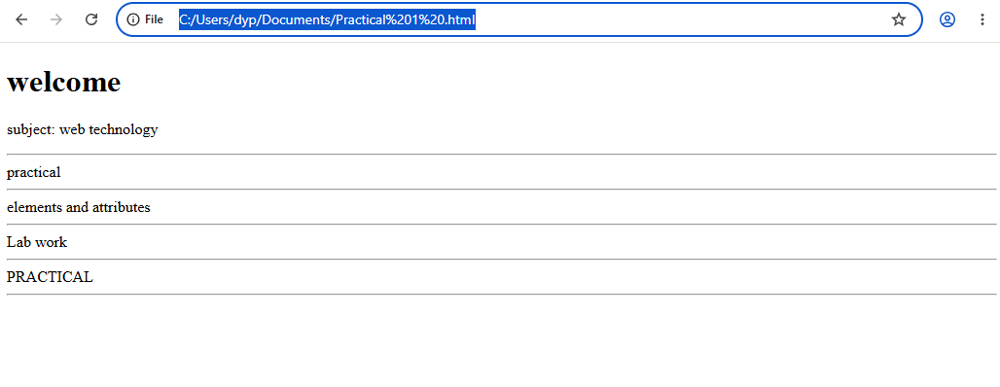 File C:/Users/dyp/Documents/Practical%201%20.html
welcome
subject: web technology
practical
elements and attributes
Lab work
PRACTICAL